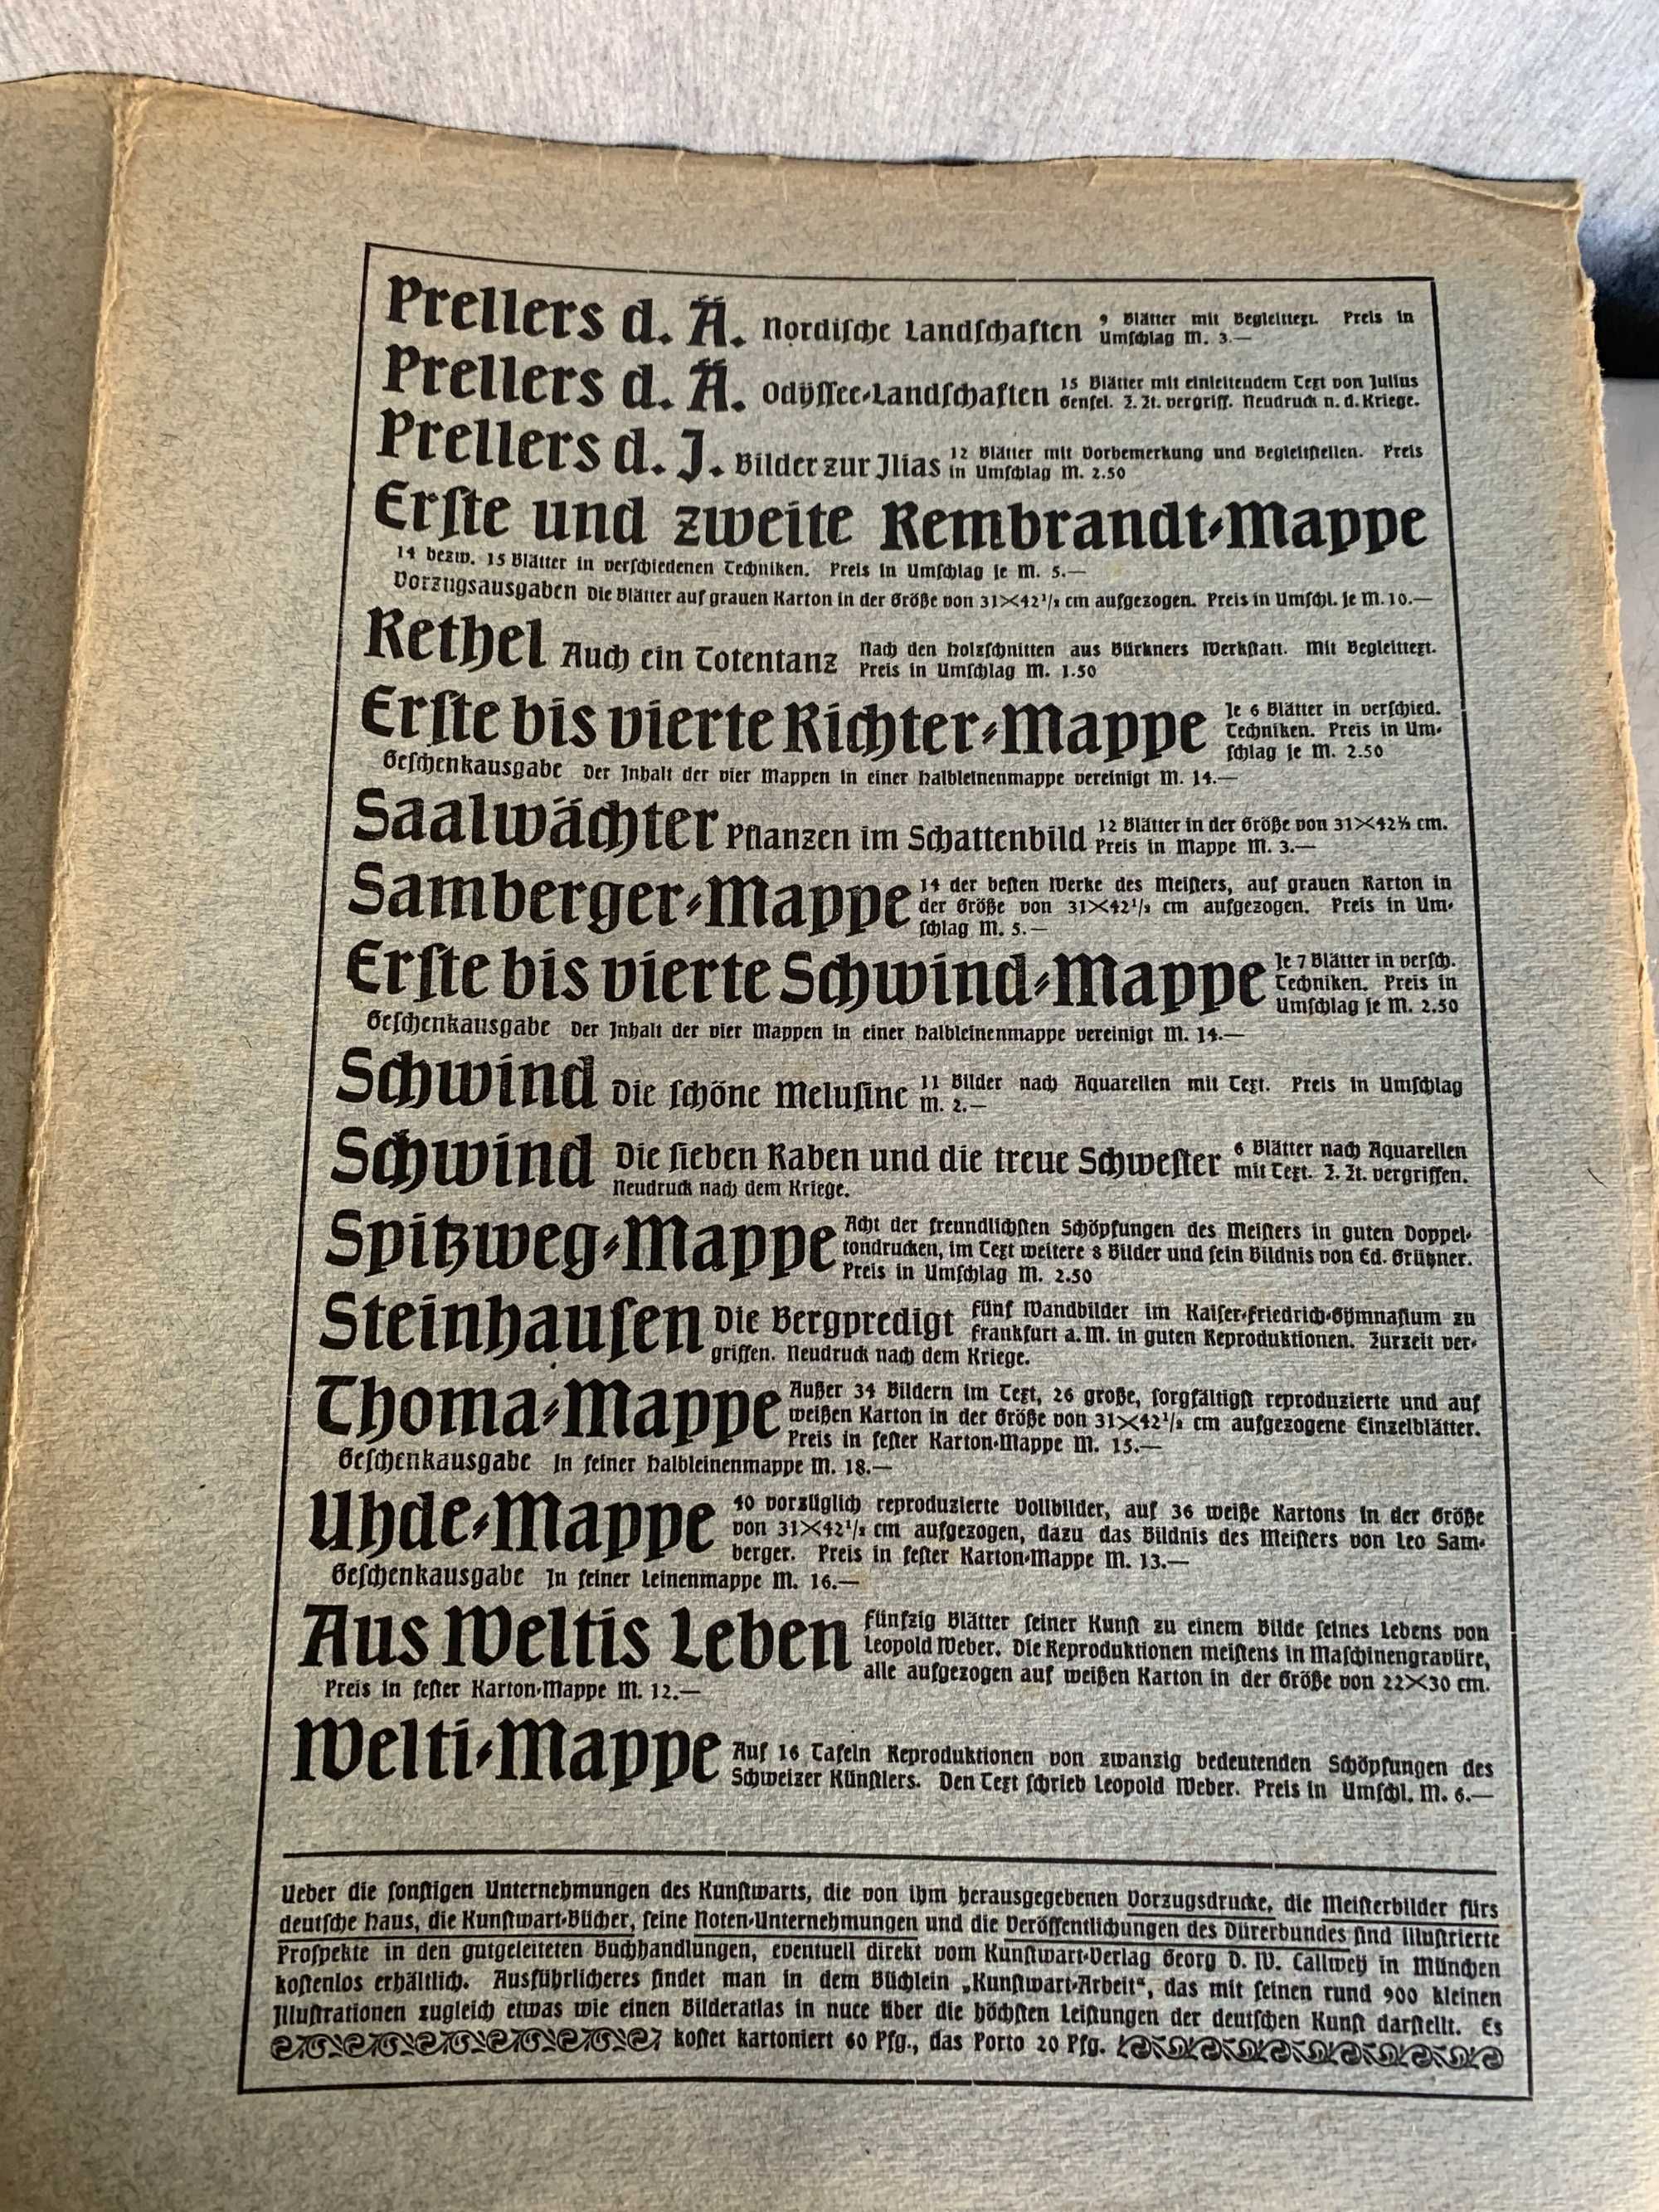 Prellers d. Ä. Nordische Landschaften 9 Blätter mit Begleittext. Preis in
Umschlag M. 3.—
Prellers d. Ä. Odyssee-Landschaften 15 Blätter mit einleitendem Text von Julius
Gensel. Z. Zt. vergriff. Neudruck n. d. Kriege.
Prellers d. J. Bilder zur Ilias 12 Blätter mit Vorbemerkung und Begleitstellen. Preis
in Umschlag M. 2.50
Erste und zweite Rembrandt-Mappe
14 bezw. 15 Blätter in verschiedenen Techniken. Preis in Umschlag je M. 5.—
Vorzugsausgaben Die Blätter auf grauen Karton in der Größe von 31×42¹/₂ cm aufgezogen. Preis in Umschl. je M. 10.—
Rethel Auch ein Totentanz Nach den Holzschnitten aus Bürkners Werkstatt. Mit Begleittext.
Preis in Umschlag M. 1.50
Erste bis vierte Richter-Mappe Je 6 Blätter in verschied.
Techniken. Preis in Um-
schlag je M. 2.50
Geschenkausgabe Der Inhalt der vier Mappen in einer Halbleinenmappe vereinigt M. 14.—
Saalwächter Pflanzen im Schattenbild 12 Blätter in der Größe von 31×42½ cm.
Preis in Mappe M. 3.—
Samberger-Mappe 14 der besten Werke des Meisters, auf grauen Karton in
der Größe von 31×42¹/₂ cm aufgezogen. Preis in Um-
schlag M. 5.—
Erste bis vierte Schwind-Mappe Je 7 Blätter in versch.
Techniken. Preis in
Umschlag je M. 2.50
Geschenkausgabe Der Inhalt der vier Mappen in einer Halbleinenmappe vereinigt M. 14.—
Schwind Die schöne Melusine 11 Bilder nach Aquarellen mit Text. Preis in Umschlag
M. 2.—
Schwind Die sieben Raben und die treue Schwester 6 Blätter nach Aquarellen
mit Text. Z. Zt. vergriffen.
Neudruck nach dem Kriege.
Spitzweg-Mappe Acht der freundlichsten Schöpfungen des Meisters in guten Doppel-
tondrucken, im Text weitere 8 Bilder und sein Bildnis von Ed. Grützner.
Preis in Umschlag M. 2.50
Steinhausen Die Bergpredigt Fünf Wandbilder im Kaiser-Friedrich-Gymnasium zu
Frankfurt a. M. in guten Reproduktionen. Zurzeit ver-
griffen. Neudruck nach dem Kriege.
Thoma-Mappe Außer 34 Bildern im Text, 26 große, sorgfältigst reproduzierte und auf
weißen Karton in der Größe von 31×42¹/₂ cm aufgezogene Einzelblätter.
Preis in fester Karton-Mappe M. 15.—
Geschenkausgabe In feiner Halbleinenmappe M. 18.—
Uhde-Mappe 40 vorzüglich reproduzierte Vollbilder, auf 36 weiße Kartons in der Größe
von 31×42¹/₂ cm aufgezogen, dazu das Bildnis des Meisters von Leo Sam-
berger. Preis in fester Karton-Mappe M. 13.—
Geschenkausgabe In feiner Leinenmappe M. 16.—
Aus Weltis Leben Fünfzig Blätter seiner Kunst zu einem Bilde seines Lebens von
Leopold Weber. Die Reproduktionen meistens in Maschinengravüre,
alle aufgezogen auf weißen Karton in der Größe von 22×30 cm.
Preis in fester Karton-Mappe M. 12.—
Welti-Mappe Auf 16 Tafeln Reproduktionen von zwanzig bedeutenden Schöpfungen des
Schweizer Künstlers. Den Text schrieb Leopold Weber. Preis in Umschl. M. 6.—
Ueber die sonstigen Unternehmungen des Kunstwarts, die von ihm herausgegebenen Vorzugsdrucke, die Meisterbilder fürs
deutsche Haus, die Kunstwart-Bücher, seine Noten-Unternehmungen und die Veröffentlichungen des Dürerbundes sind illustrierte
Prospekte in den gutgeleiteten Buchhandlungen, eventuell direkt vom Kunstwart-Verlag Georg D. W. Callwey in München
kostenlos erhältlich. Ausführlicheres findet man in dem Büchlein „Kunstwart-Arbeit“, das mit seinen rund 900 kleinen
Illustrationen zugleich etwas wie einen Bilderatlas in nuce über die höchsten Leistungen der deutschen Kunst darstellt. Es
kostet kartoniert 60 Pfg., das Porto 20 Pfg.